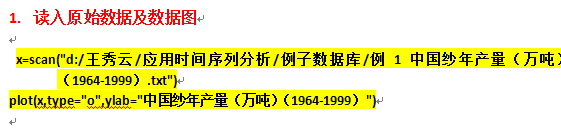 1. 读入原始数据及数据图
x=scan("d:/王秀云/应用时间序列分析/例子数据库/例 1 中国纱年产量（万吨）
（1964-1999）.txt")
plot(x,type="o",ylab="中国纱年产量（万吨）（1964-1999）")